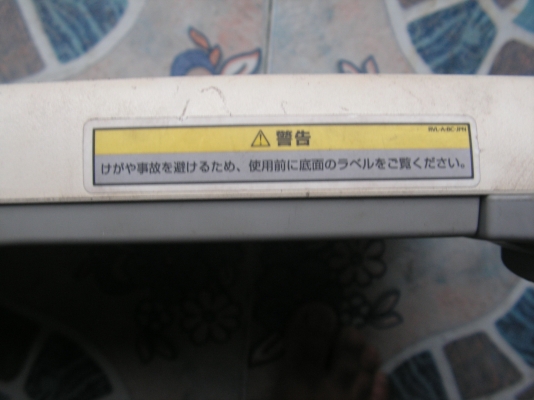 ⚠警告
けがや事故を避けるため、使用前に底面のラベルをご覧ください。